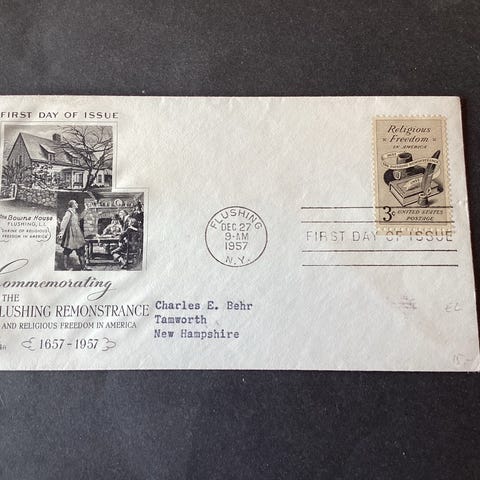 FIRST DAY OF ISSUE
Bowne House
FLUSHING, L.I.
"SHRINE OF RELIGIOUS
FREEDOM IN AMERICA"
Commemorating
THE
FLUSHING REMONSTRANCE
AND RELIGIOUS FREEDOM IN AMERICA
1657-1957
FLUSHING
DEC 27
9-AM
1957
N.Y.
FIRST DAY OF ISSUE
Religious
Freedom
IN AMERICA
3¢ UNITED STATES
POSTAGE
Charles E. Behr
Tamworth
New Hampshire
EL
15-